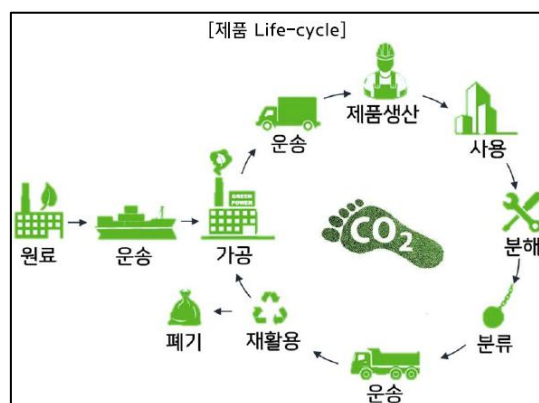 [제품 Life-cycle]
제품생산
운송
사용
GREEN
POWER
CO2
원료
운송
가공
분해
폐기
재활용
분류
운송